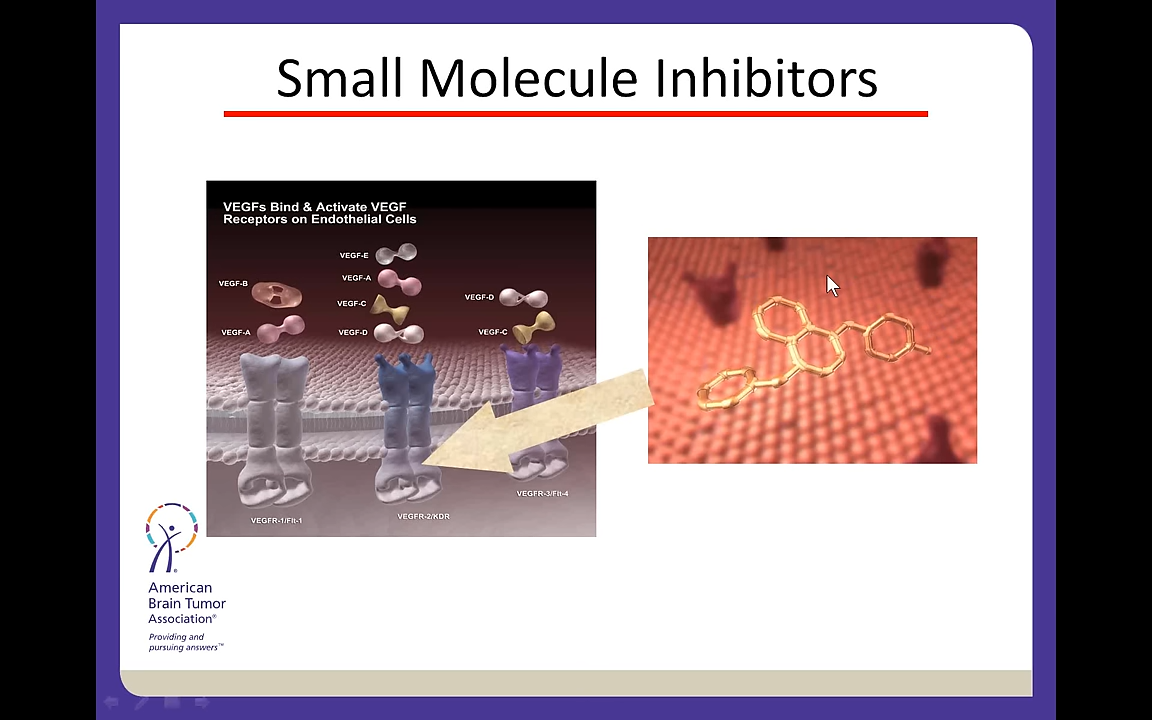 Small Molecule Inhibitors
VEGFs Bind & Activate VEGF
Receptors on Endothelial Cells
VEGF-E
VEGF-B
VEGF-A
VEGF-C
VEGF-D
VEGF-A
VEGF-D
VEGF-C
VEGFR-1/Flt-1
VEGFR-2/KDR
VEGFR-3/Flt-4
American
Brain Tumor
Association®
Providing and
pursuing answers™